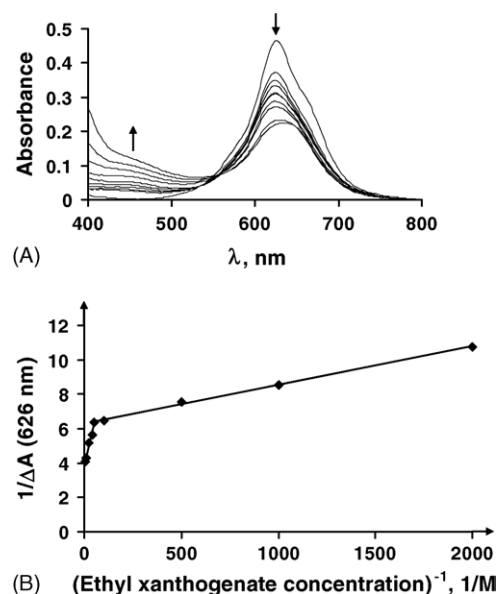 0.5
0.4
0.3
0.2
0.1
0
Absorbance
400 500 600 700 800
(A) λ, nm
12
10
8
6
4
2
0
1/ΔA (626 nm)
0 500 1000 1500 2000
(B) (Ethyl xanthogenate concentration)⁻¹, 1/M